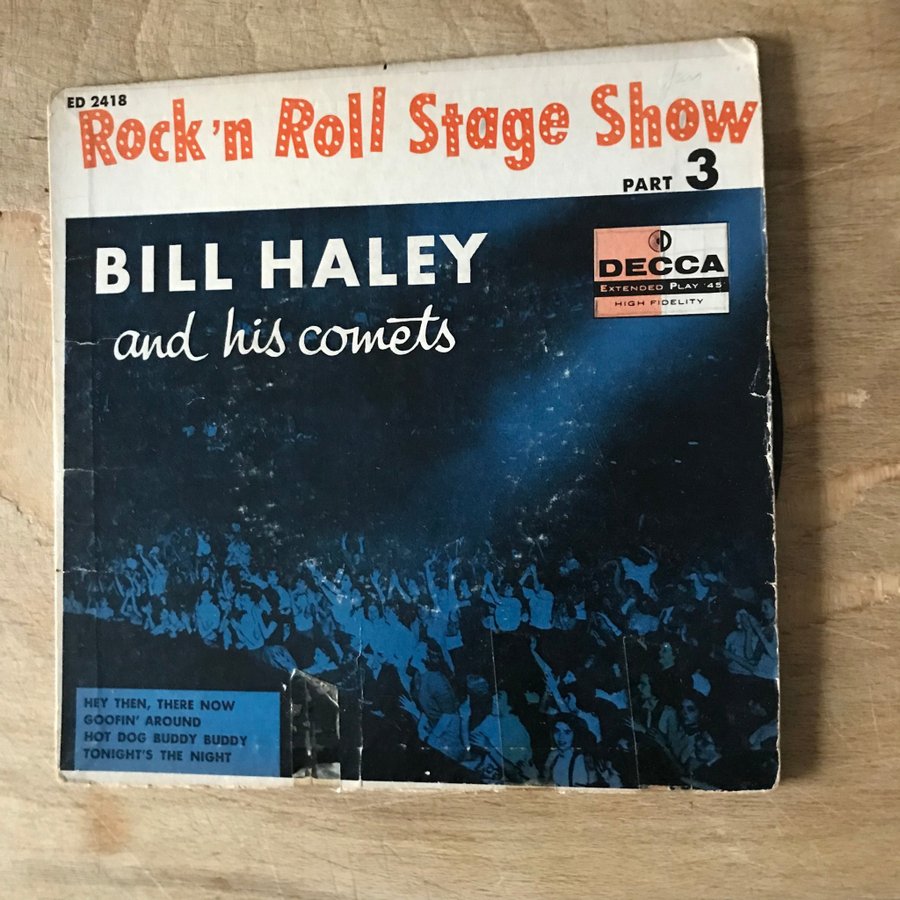 ED 2418
Rock 'n Roll Stage Show
PART 3
BILL HALEY
and his comets
DECCA
EXTENDED PLAY '45
HIGH FIDELITY
HEY THEN, THERE NOW
GOOFIN' AROUND
HOT DOG BUDDY BUDDY
TONIGHT'S THE NIGHT